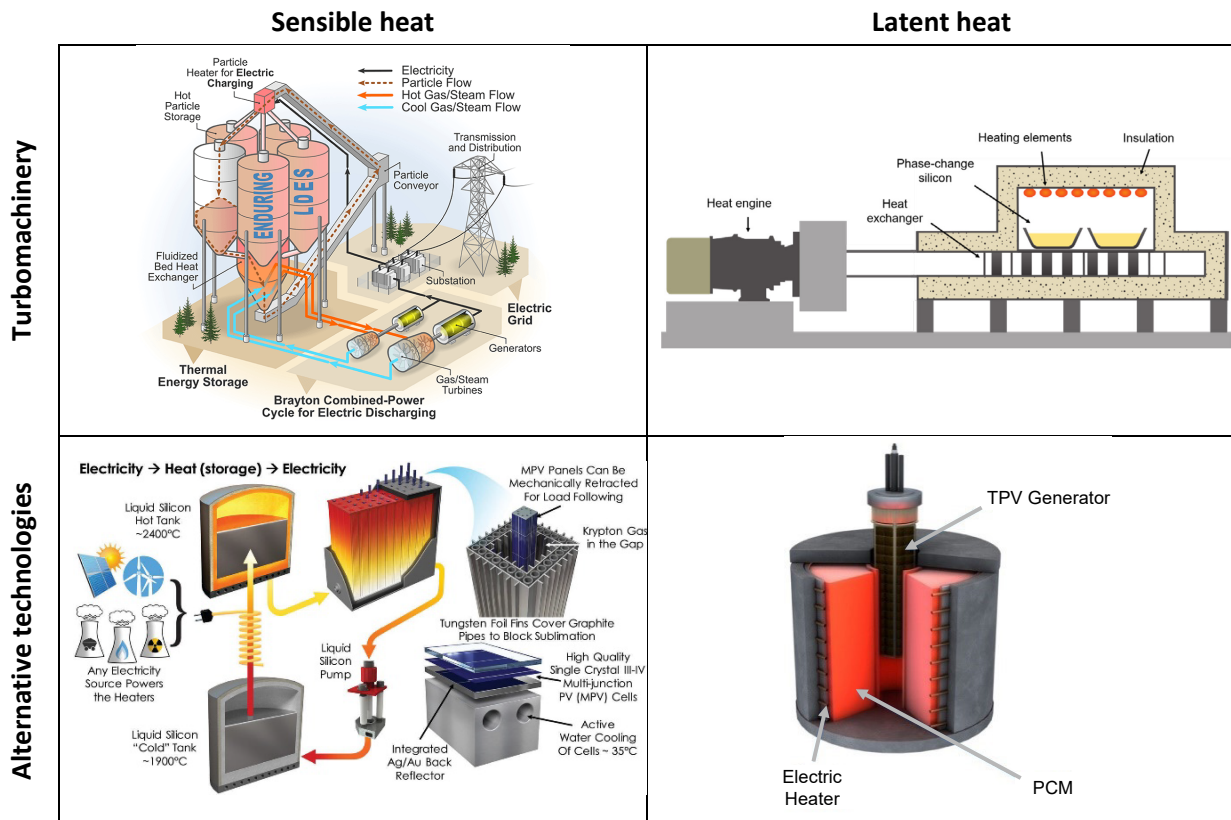 Sensible heat
Latent heat
Turbomachinery
Particle
Heater for Electric
Charging
Hot
Particle
Storage
Electricity
Particle Flow
Hot Gas/Steam Flow
Cool Gas/Steam Flow
Transmission
and Distribution
Particle
Conveyor
ENDURING
LDES
Fluidized
Bed Heat
Exchanger
Substation
Electric
Grid
Generators
Thermal
Energy Storage
Gas/Steam
Turbines
Brayton Combined-Power
Cycle for Electric Discharging
Heating elements
Insulation
Phase-change
silicon
Heat
exchanger
Heat engine
Alternative technologies
Electricity → Heat (storage) → Electricity
Liquid Silicon
Hot Tank
~2400°C
MPV Panels Can Be
Mechanically Retracted
For Load Following
Krypton Gas
in the Gap
Tungsten Foil Fins Cover Graphite
Pipes to Block Sublimation
Any Electricity
Source Powers
the Heaters
Liquid
Silicon
Pump
High Quality
Single Crystal III-IV
Multi-junction
PV (MPV) Cells
Liquid Silicon
"Cold" Tank
~1900°C
Integrated
Ag/Au Back
Reflector
Active
Water Cooling
Of Cells ~ 35°C
TPV Generator
Electric
Heater
PCM